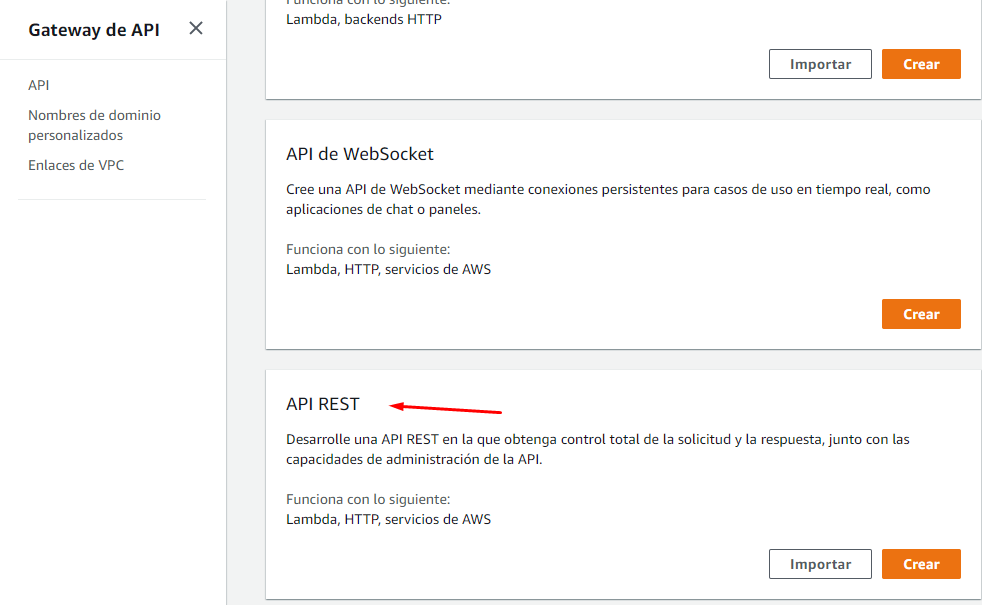 Gateway de API
API
Nombres de dominio
personalizados
Enlaces de VPC
Funciona con lo siguiente:
Lambda, backends HTTP
Importar
Crear
API de WebSocket
Cree una API de WebSocket mediante conexiones persistentes para casos de uso en tiempo real, como
aplicaciones de chat o paneles.
Funciona con lo siguiente:
Lambda, HTTP, servicios de AWS
Crear
API REST
Desarrolle una API REST en la que obtenga control total de la solicitud y la respuesta, junto con las
capacidades de administración de la API.
Funciona con lo siguiente:
Lambda, HTTP, servicios de AWS
Importar
Crear